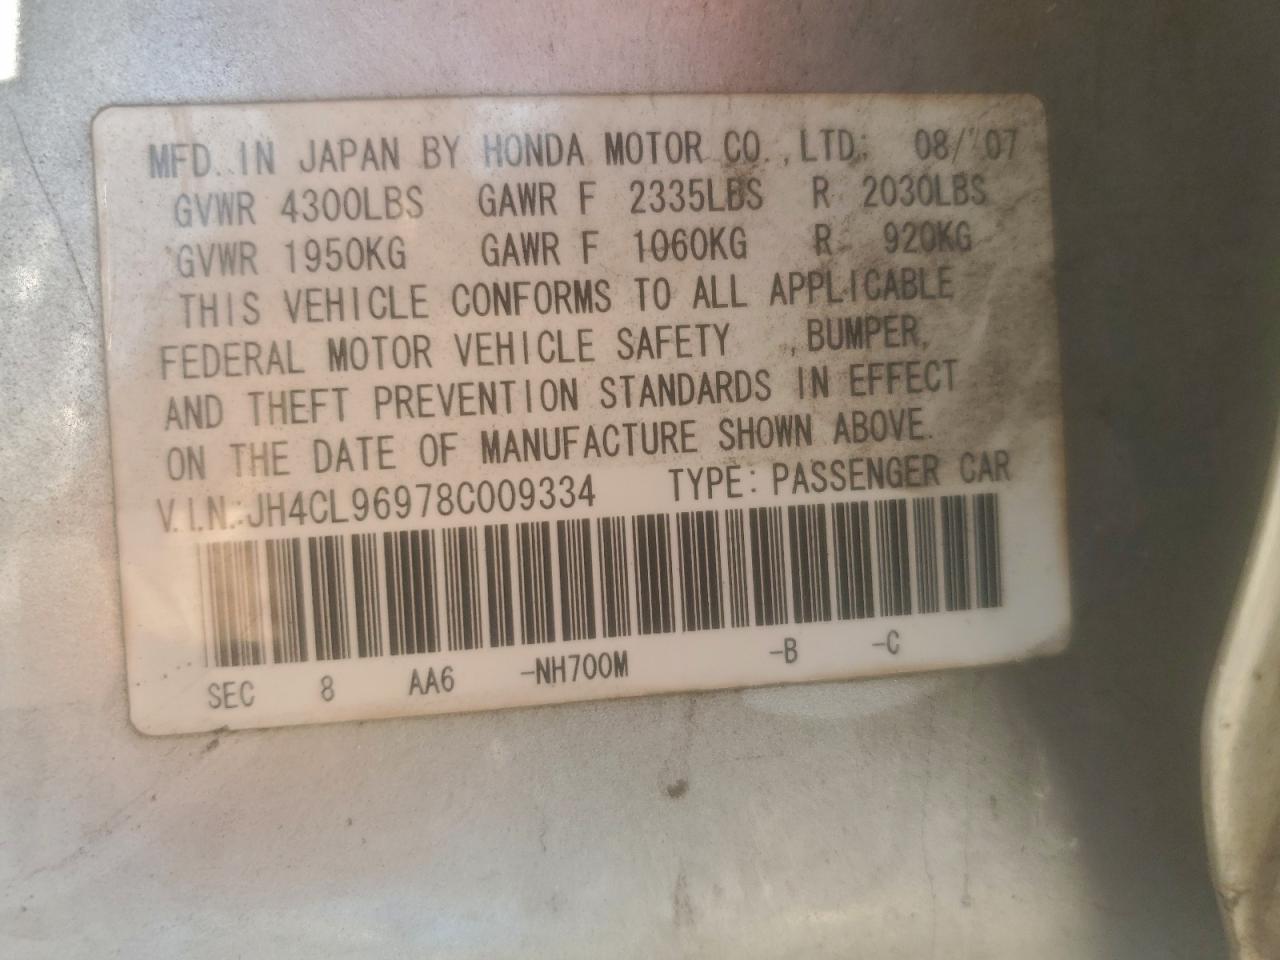 MFD. IN JAPAN BY HONDA MOTOR CO., LTD. 08/07
GVWR 4300LBS GAWR F 2335LBS R 2030LBS
GVWR 1950KG GAWR F 1060KG R 920KG
THIS VEHICLE CONFORMS TO ALL APPLICABLE
FEDERAL MOTOR VEHICLE SAFETY , BUMPER,
AND THEFT PREVENTION STANDARDS IN EFFECT
ON THE DATE OF MANUFACTURE SHOWN ABOVE.
V.I.N.:JH4CL96978C009334 TYPE: PASSENGER CAR
SEC 8 AA6 -NH700M -B -C